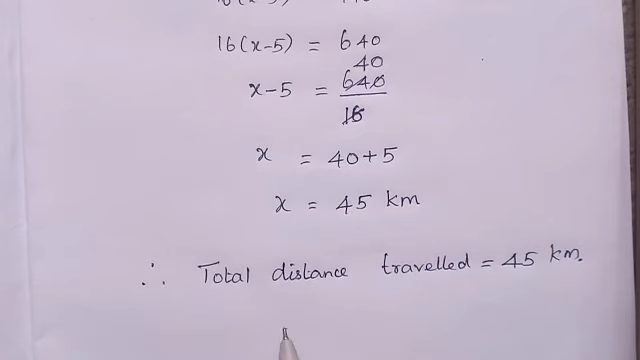 16(x-5) = 640
40
x-5 = 640/16
x = 40+5
x = 45 km
∴ Total distance travelled = 45 km.